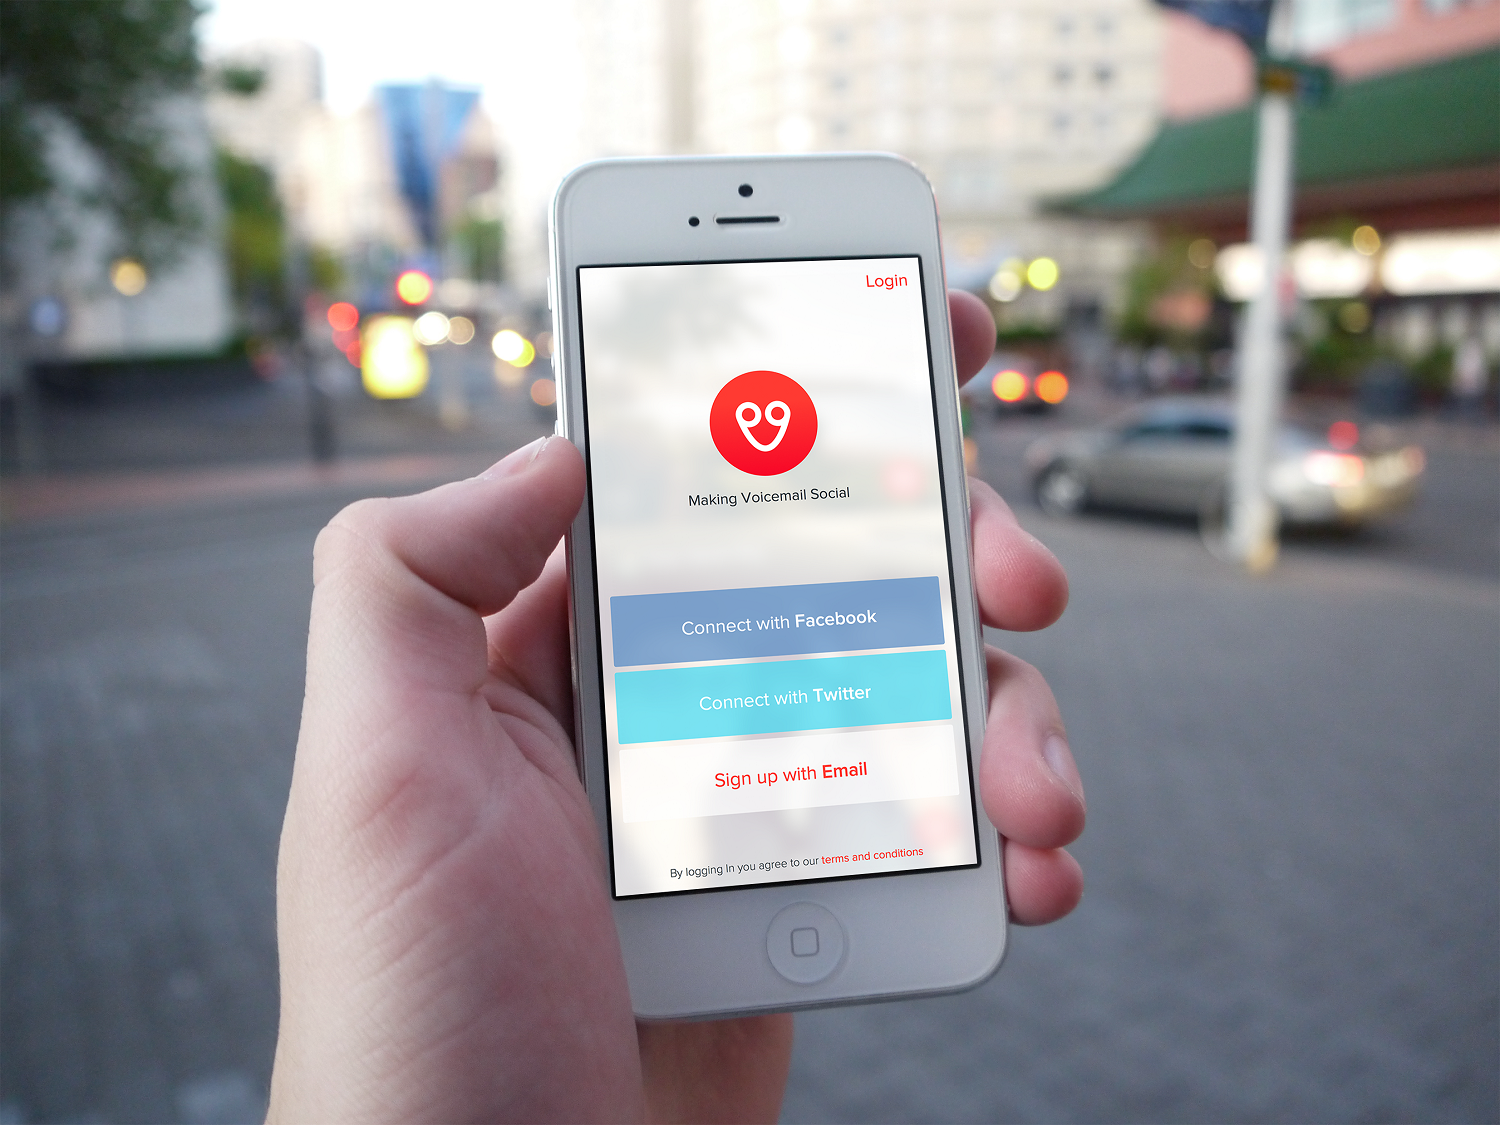 Login
Making Voicemail Social
Connect with Facebook
Connect with Twitter
Sign up with Email
By logging In you agree to our terms and conditions